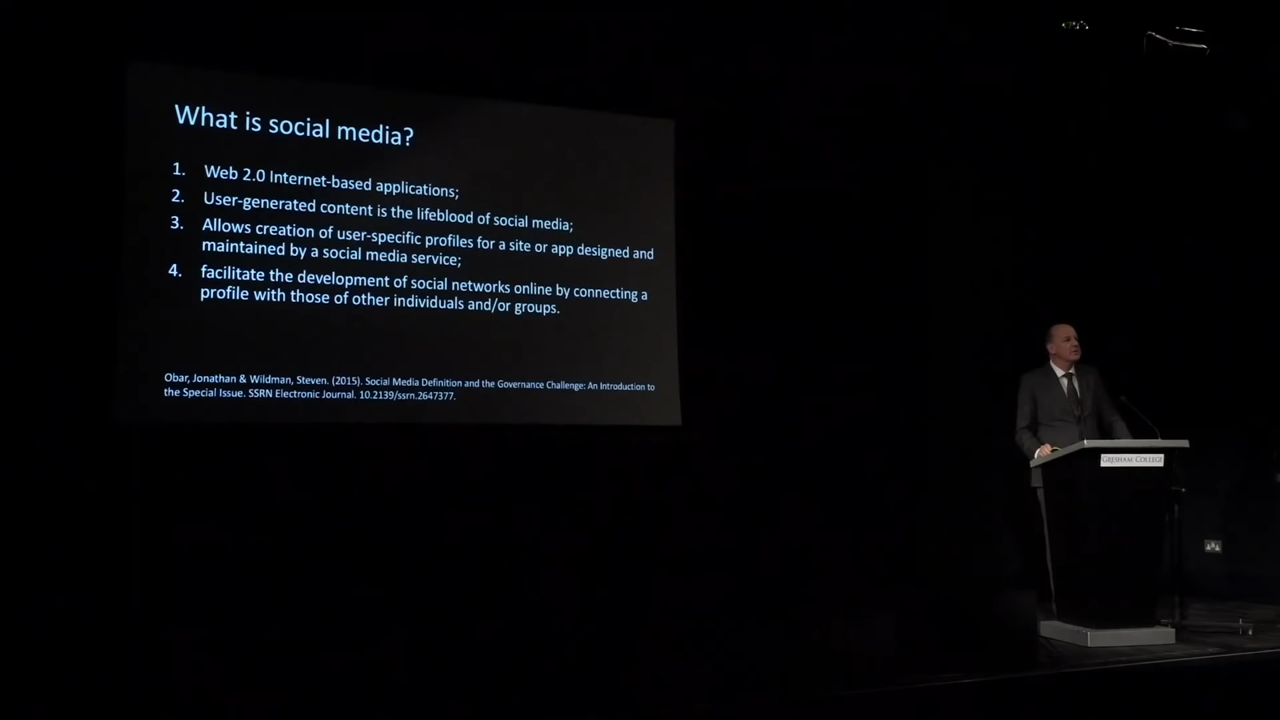 What is social media?
1. Web 2.0 Internet-based applications;
2. User-generated content is the lifeblood of social media;
3. Allows creation of user-specific profiles for a site or app designed and
maintained by a social media service;
4. facilitate the development of social networks online by connecting a
profile with those of other individuals and/or groups.
Obar, Jonathan & Wildman, Steven. (2015). Social Media Definition and the Governance Challenge: An Introduction to
the Special Issue. SSRN Electronic Journal. 10.2139/ssrn.2647377.
GRESHAM COLLEGE